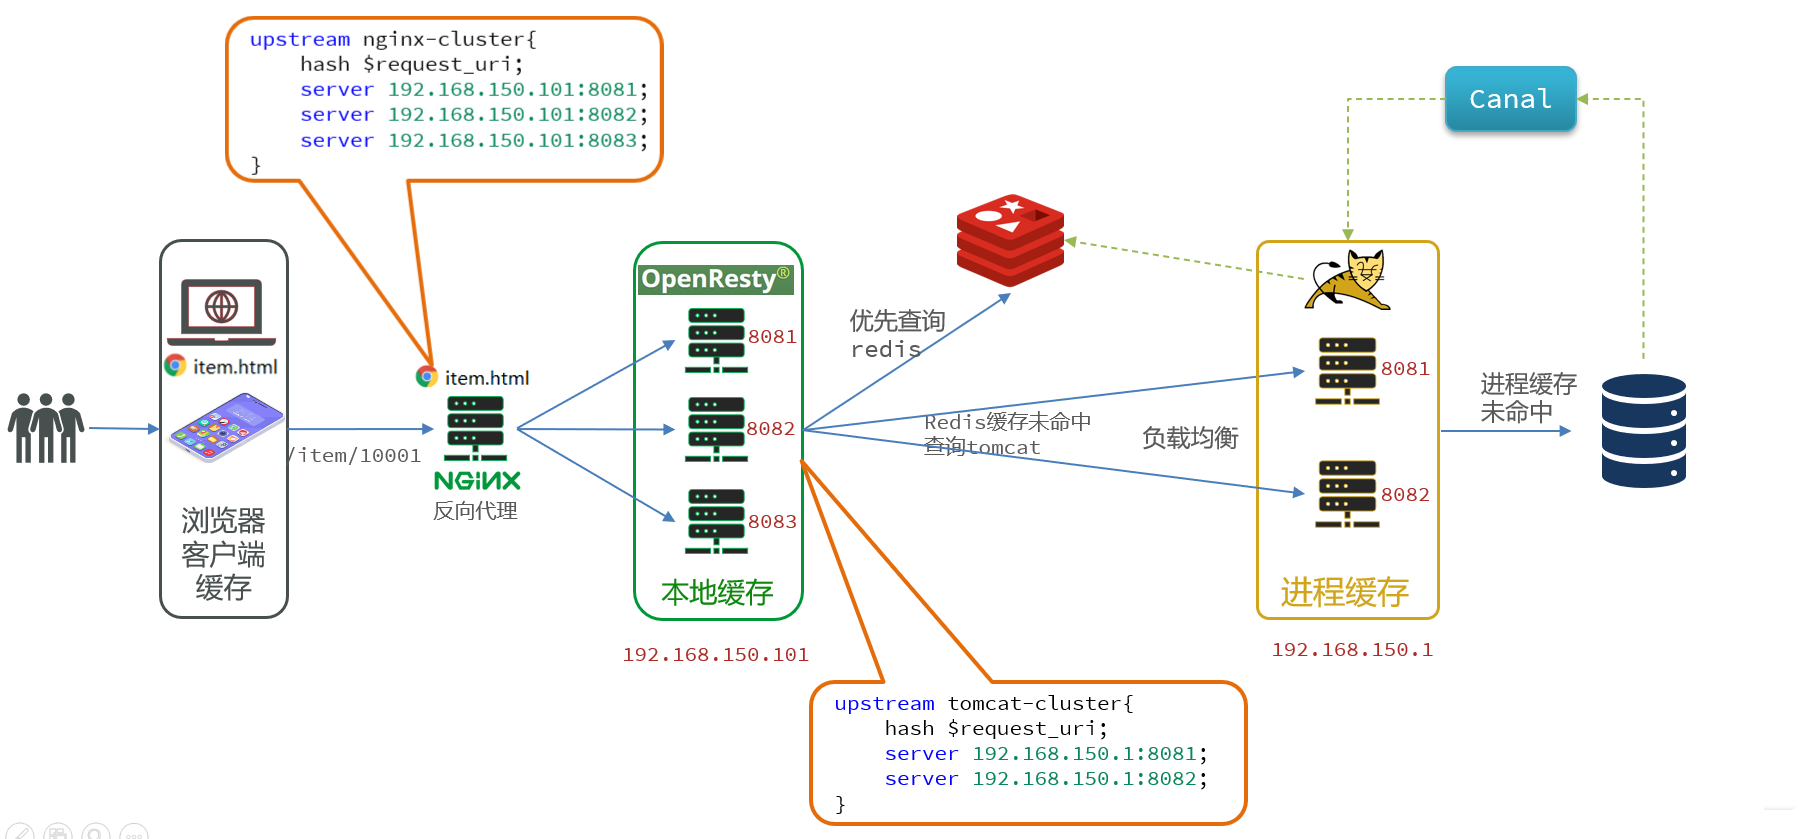 upstream nginx-cluster{
hash $request_uri;
server 192.168.150.101:8081;
server 192.168.150.101:8082;
server 192.168.150.101:8083;
}
Canal
OpenResty®
8081
优先查询
redis
item.html
item.html
8081
进程缓存
未命中
Redis缓存未命中
查询tomcat
8082
负载均衡
/item/10001
NGINX
反向代理
8083
8082
浏览器
客户端
缓存
本地缓存
进程缓存
192.168.150.101
192.168.150.1
upstream tomcat-cluster{
hash $request_uri;
server 192.168.150.1:8081;
server 192.168.150.1:8082;
}